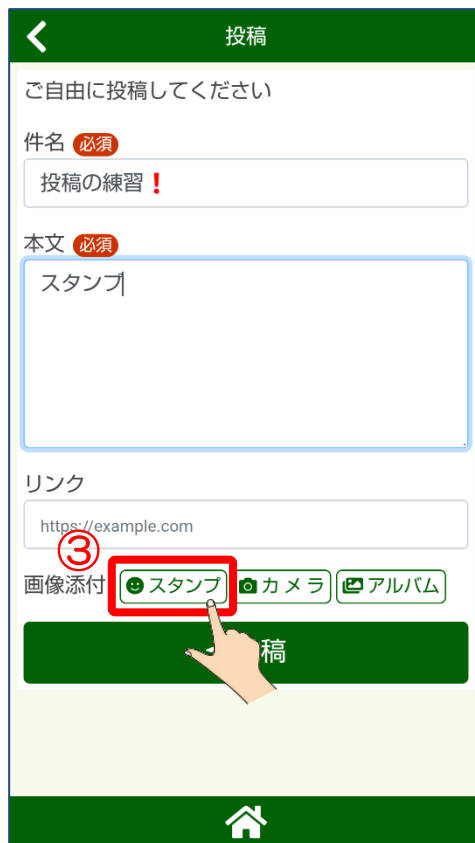 投稿
ご自由に投稿してください
件名 必須
投稿の練習❗
本文 必須
スタンプ
リンク
https://example.com
③
画像添付 スタンプ カメラ アルバム
稿